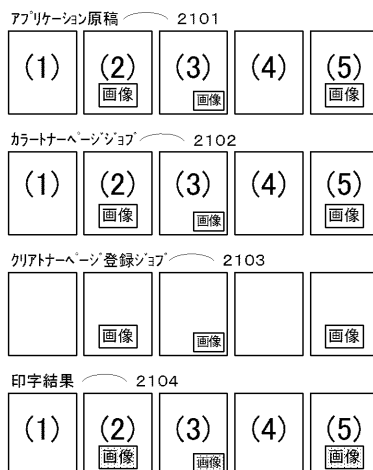 アプリケーション原稿 2101
(1) (2) (3) (4) (5)
画像 画像 画像
カラートナーページジョブ 2102
(1) (2) (3) (4) (5)
画像 画像 画像
クリアトナーページ登録ジョブ 2103
画像 画像 画像
印字結果 2104
(1) (2) (3) (4) (5)
画像 画像 画像